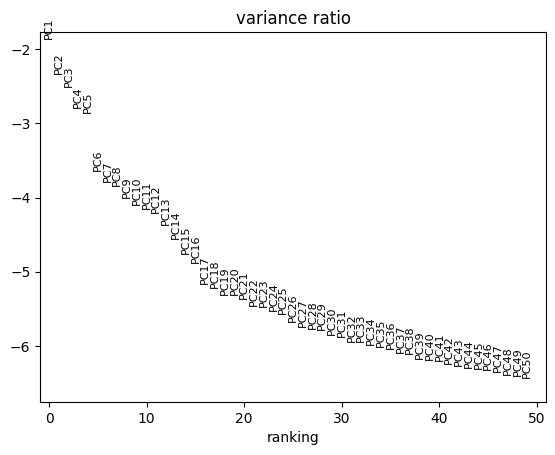 variance ratio
−2
−3
−4
−5
−6
PC1
PC2
PC3
PC4
PC5
PC6
PC7
PC8
PC9
PC10
PC11
PC12
PC13
PC14
PC15
PC16
PC17
PC18
PC19
PC20
PC21
PC22
PC23
PC24
PC25
PC26
PC27
PC28
PC29
PC30
PC31
PC32
PC33
PC34
PC35
PC36
PC37
PC38
PC39
PC40
PC41
PC42
PC43
PC44
PC45
PC46
PC47
PC48
PC49
PC50
0 10 20 30 40 50
ranking